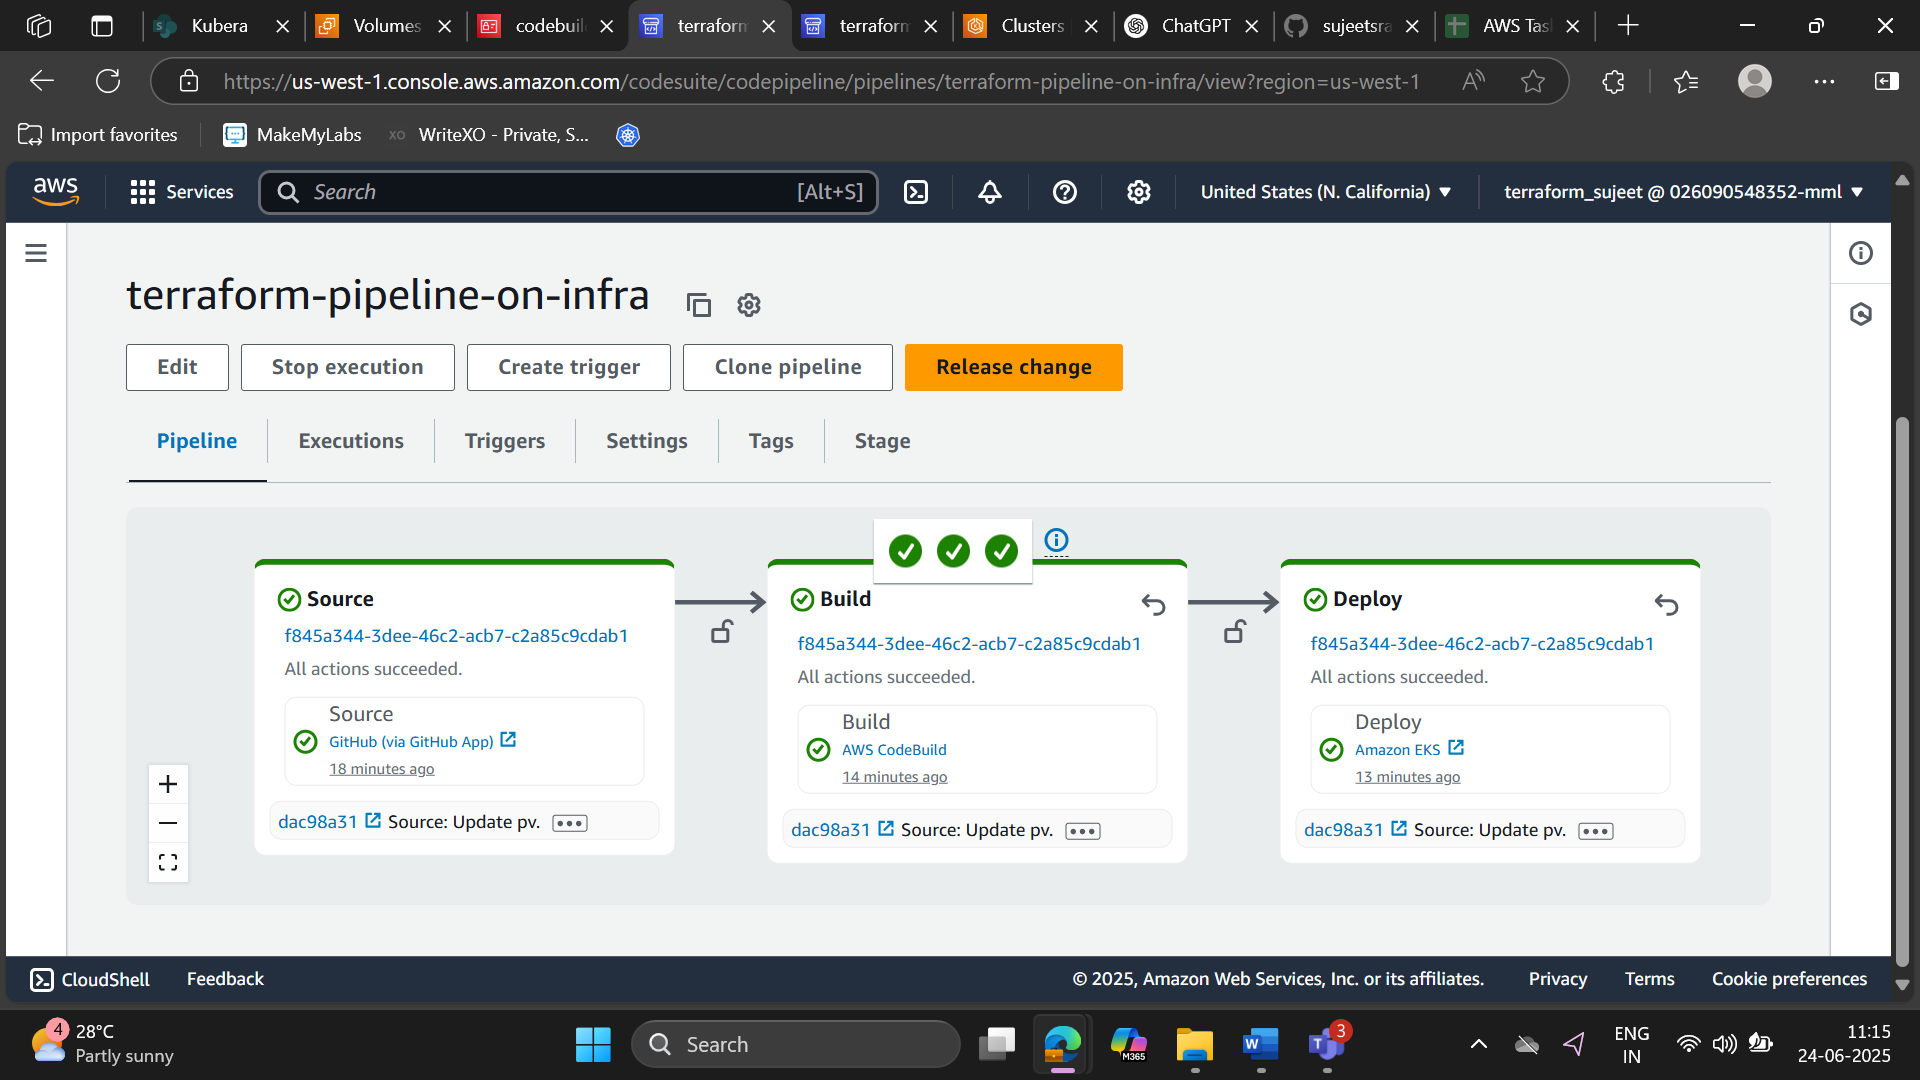 Kubera
Volumes
codebuil
terraform
terraform
Clusters
ChatGPT
sujeetsra
AWS Tas
https://us-west-1.console.aws.amazon.com/codesuite/codepipeline/pipelines/terraform-pipeline-on-infra/view?region=us-west-1
Import favorites
MakeMyLabs
XO WriteXO - Private, S...
aws
Services
Search
[Alt+S]
United States (N. California)
terraform_sujeet @ 026090548352-mml
terraform-pipeline-on-infra
Edit
Stop execution
Create trigger
Clone pipeline
Release change
Pipeline
Executions
Triggers
Settings
Tags
Stage
Source
f845a344-3dee-46c2-acb7-c2a85c9cdab1
All actions succeeded.
Source
GitHub (via GitHub App)
18 minutes ago
dac98a31 Source: Update pv.
Build
f845a344-3dee-46c2-acb7-c2a85c9cdab1
All actions succeeded.
Build
AWS CodeBuild
14 minutes ago
dac98a31 Source: Update pv.
Deploy
f845a344-3dee-46c2-acb7-c2a85c9cdab1
All actions succeeded.
Deploy
Amazon EKS
13 minutes ago
dac98a31 Source: Update pv.
CloudShell
Feedback
© 2025, Amazon Web Services, Inc. or its affiliates.
Privacy
Terms
Cookie preferences
4
28°C
Partly sunny
Search
M365
W
T
3
ENG
IN
11:15
24-06-2025